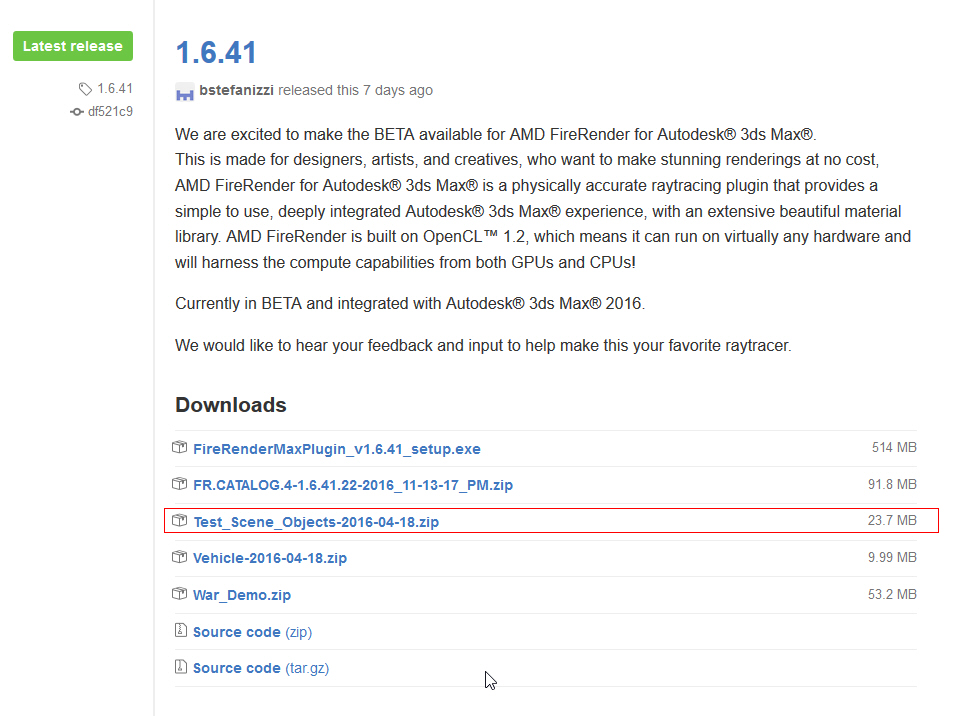 Latest release
1.6.41
df521c9
1.6.41
bstefanizzi released this 7 days ago
We are excited to make the BETA available for AMD FireRender for Autodesk® 3ds Max®.
This is made for designers, artists, and creatives, who want to make stunning renderings at no cost,
AMD FireRender for Autodesk® 3ds Max® is a physically accurate raytracing plugin that provides a
simple to use, deeply integrated Autodesk® 3ds Max® experience, with an extensive beautiful material
library. AMD FireRender is built on OpenCL™ 1.2, which means it can run on virtually any hardware and
will harness the compute capabilities from both GPUs and CPUs!
Currently in BETA and integrated with Autodesk® 3ds Max® 2016.
We would like to hear your feedback and input to help make this your favorite raytracer.
Downloads
FireRenderMaxPlugin_v1.6.41_setup.exe 514 MB
FR.CATALOG.4-1.6.41.22-2016_11-13-17_PM.zip 91.8 MB
Test_Scene_Objects-2016-04-18.zip 23.7 MB
Vehicle-2016-04-18.zip 9.99 MB
War_Demo.zip 53.2 MB
Source code (zip)
Source code (tar.gz)